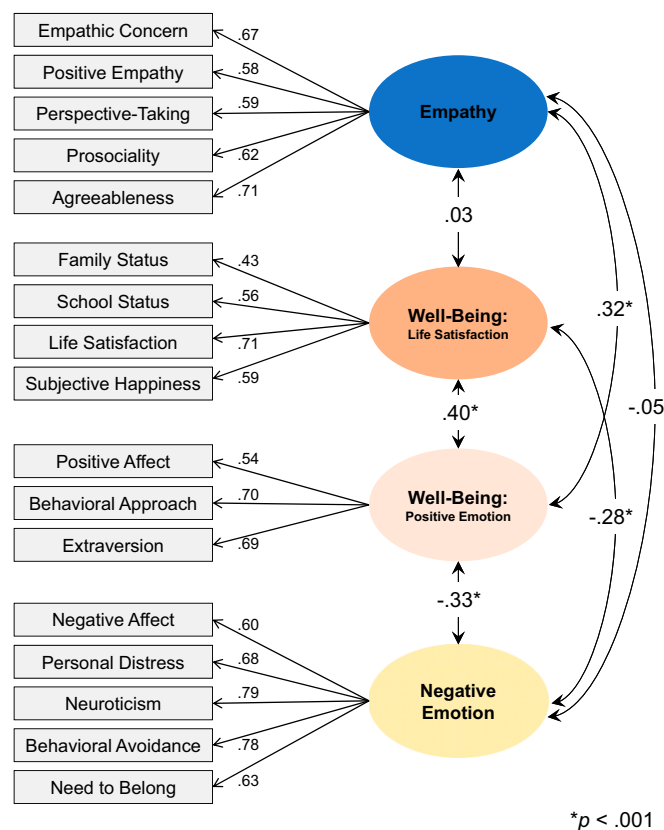 Empathic Concern
.67
Positive Empathy
.58
Perspective-Taking
.59
Prosociality
.62
Agreeableness
.71
Empathy
.03
Family Status
.43
School Status
.56
Life Satisfaction
.71
Subjective Happiness
.59
Well-Being:
Life Satisfaction
.32*
-.05
.40*
Positive Affect
.54
Behavioral Approach
.70
Extraversion
.69
Well-Being:
Positive Emotion
-.28*
-.33*
Negative Affect
.60
Personal Distress
.68
Neuroticism
.79
Behavioral Avoidance
.78
Need to Belong
.63
Negative
Emotion
*p < .001